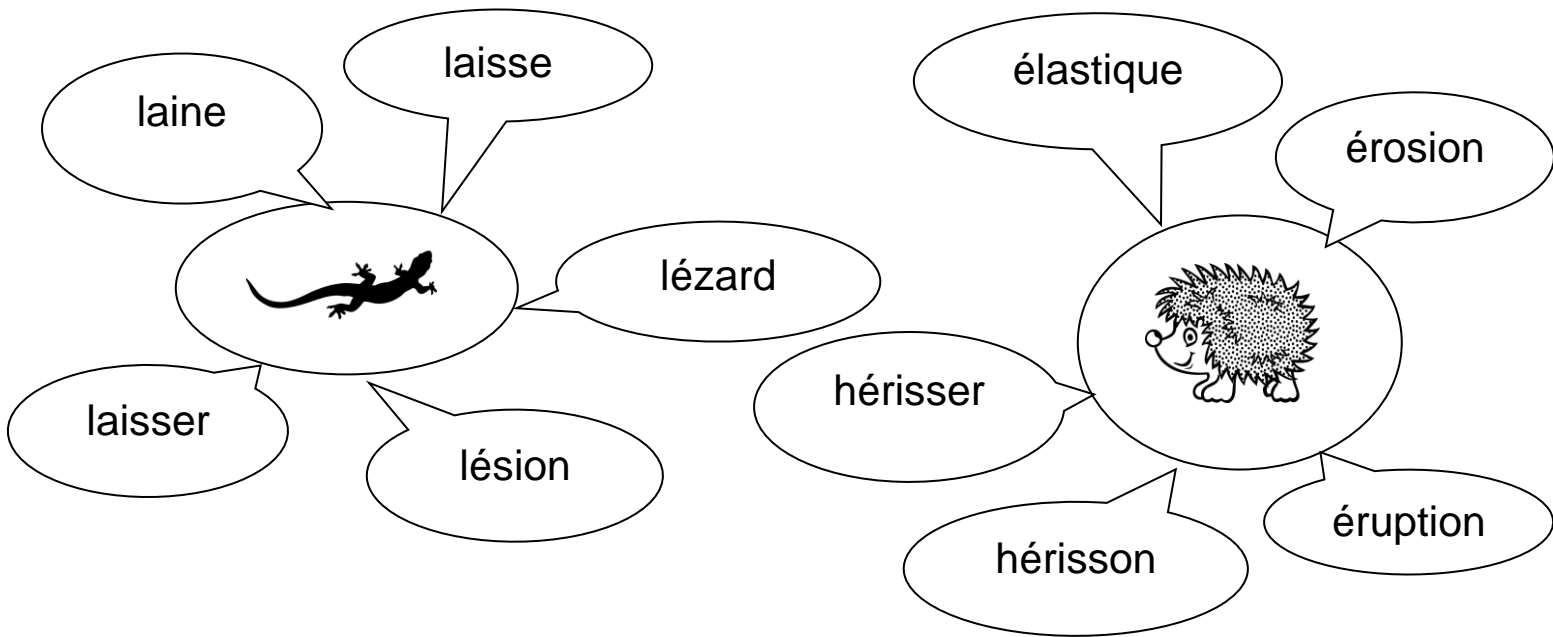 laisse
laine
lézard
laisser
lésion
élastique
érosion
hérisser
hérisson
éruption